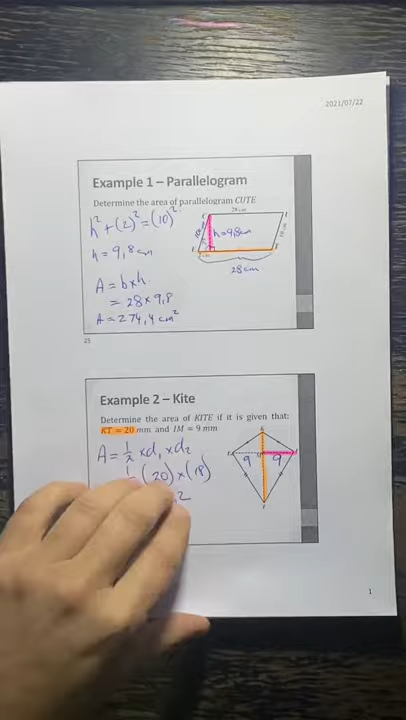 2021/07/22
Example 1 – Parallelogram
Determine the area of parallelogram CUTE
h² + (2)² = (10)²
h = 9,8 cm
A = b x h
= 28 x 9,8
A = 274,4 cm²
28 cm
C
h = 9,8cm
E
28cm
25
Example 2 – Kite
Determine the area of KITE if it is given that:
KT = 20 mm and IM = 9 mm
A = ½ x d₁ x d₂
(20) x (18)
K
9
9
1